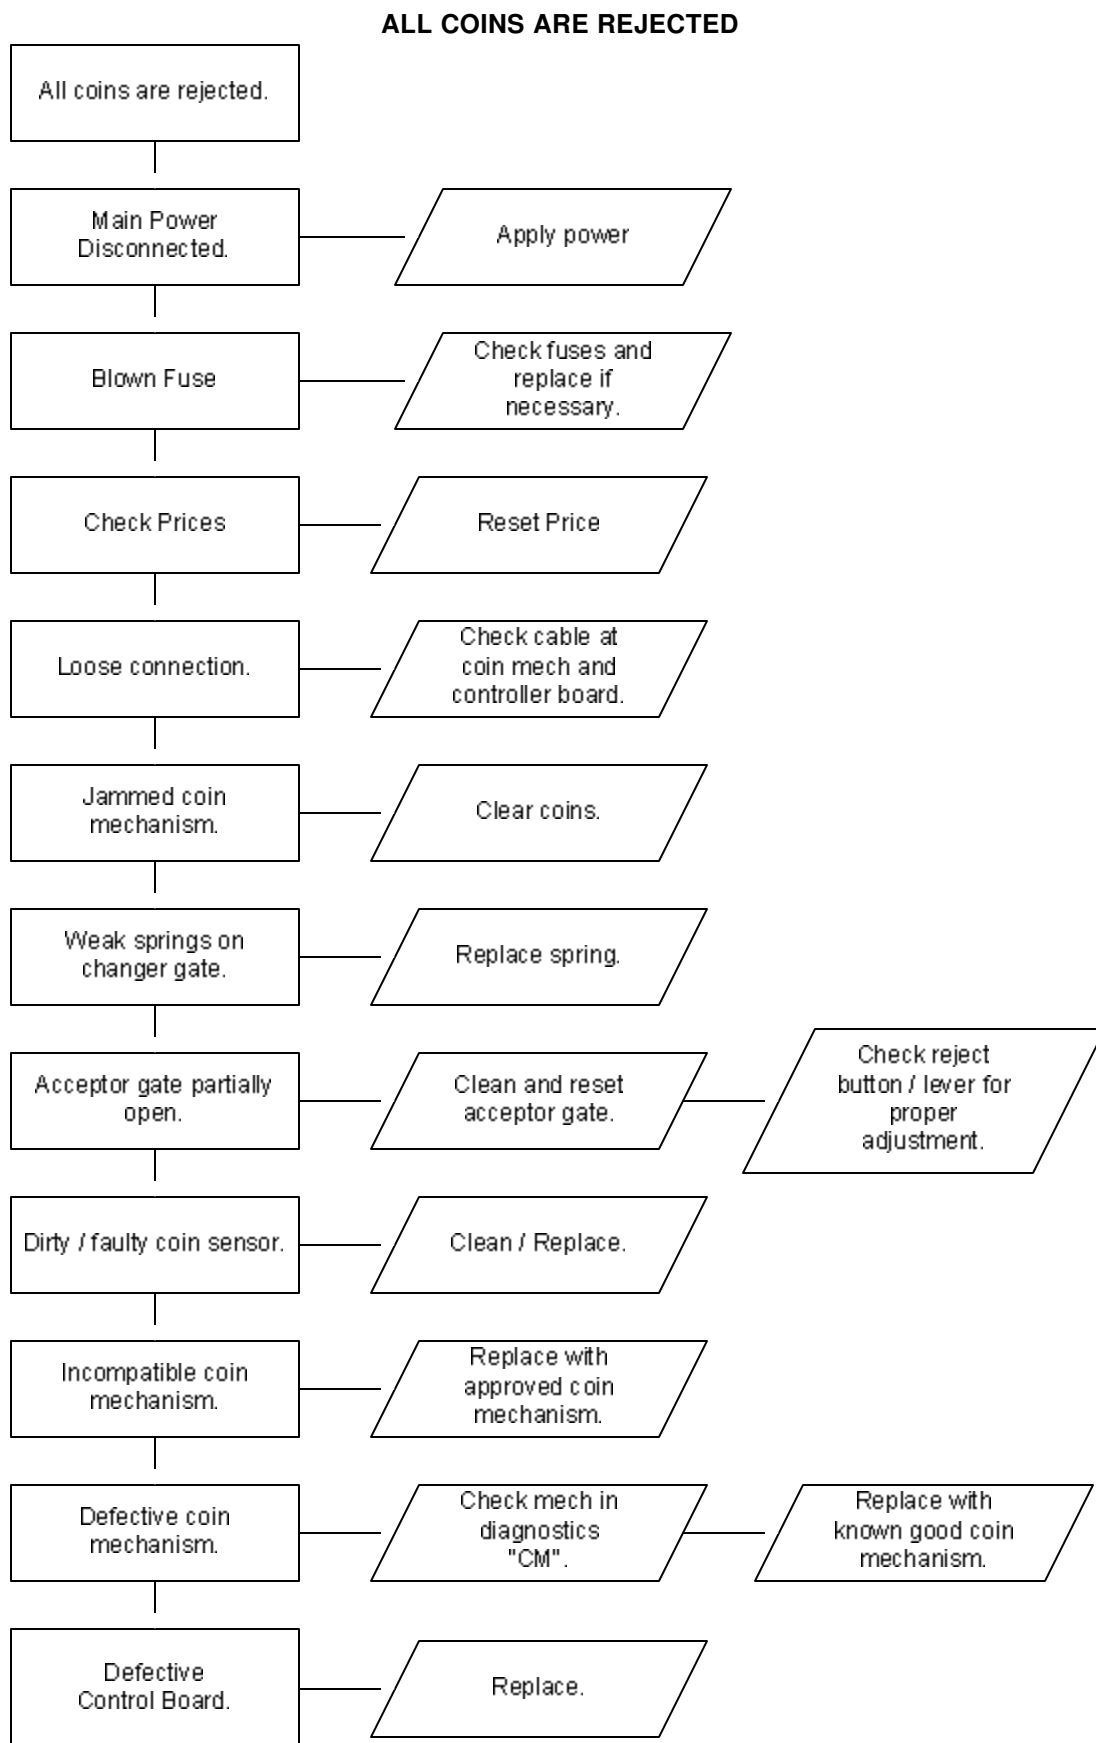 ALL COINS ARE REJECTED
All coins are rejected.
Main Power
Disconnected.
Apply power
Blown Fuse
Check fuses and
replace if
necessary.
Check Prices
Reset Price
Loose connection.
Check cable at
coin mech and
controller board.
Jammed coin
mechanism.
Clear coins.
Weak springs on
changer gate.
Replace spring.
Acceptor gate partially
open.
Clean and reset
acceptor gate.
Check reject
button / lever for
proper
adjustment.
Dirty / faulty coin sensor.
Clean / Replace.
Incompatible coin
mechanism.
Replace with
approved coin
mechanism.
Defective coin
mechanism.
Check mech in
diagnostics
"CM".
Replace with
known good coin
mechanism.
Defective
Control Board.
Replace.